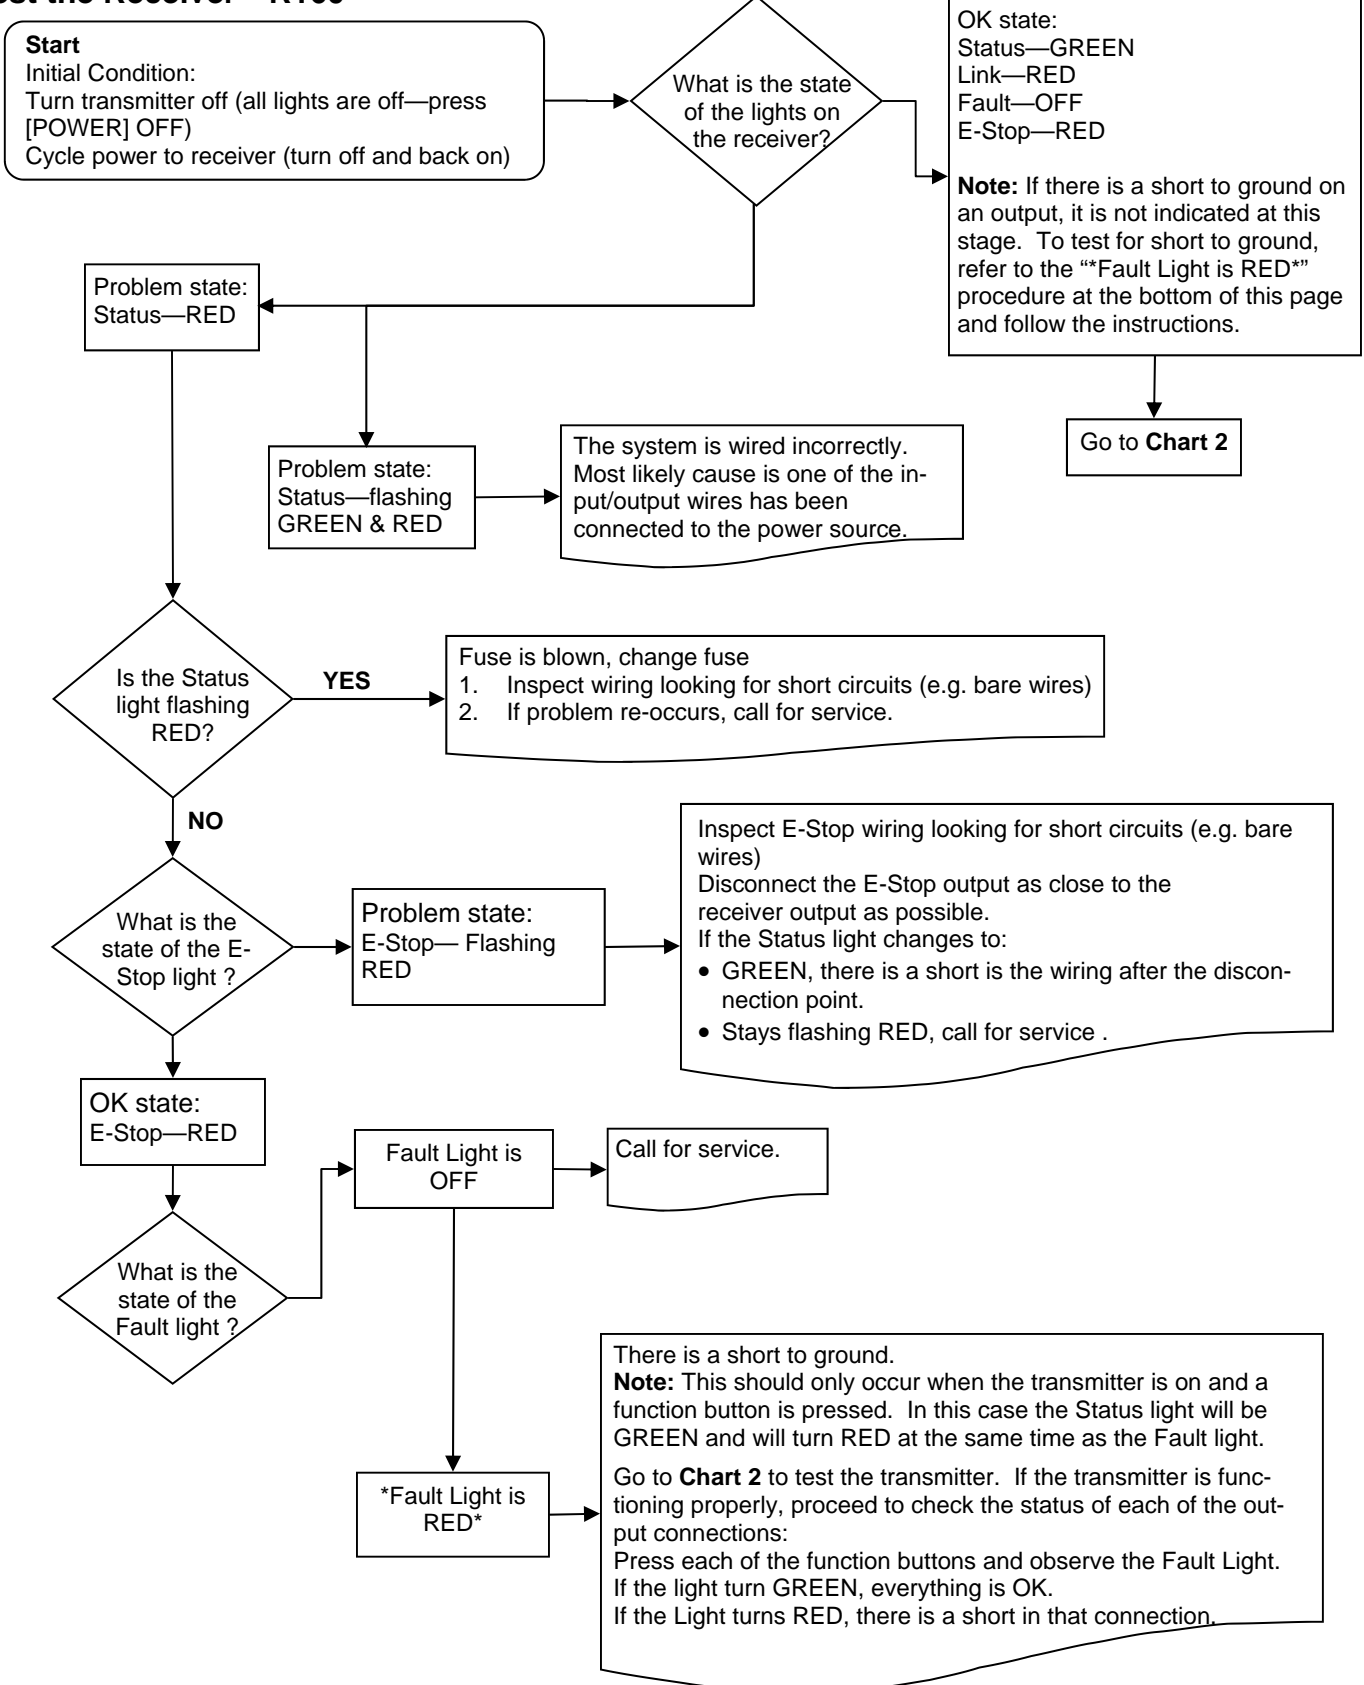 Start
Initial Condition:
Turn transmitter off (all lights are off—press
[POWER] OFF)
Cycle power to receiver (turn off and back on)
What is the state
of the lights on
the receiver?
OK state:
Status—GREEN
Link—RED
Fault—OFF
E-Stop—RED
Note: If there is a short to ground on
an output, it is not indicated at this
stage. To test for short to ground,
refer to the “*Fault Light is RED*”
procedure at the bottom of this page
and follow the instructions.
Go to Chart 2
Problem state:
Status—RED
Problem state:
Status—flashing
GREEN & RED
The system is wired incorrectly.
Most likely cause is one of the in-
put/output wires has been
connected to the power source.
Is the Status
light flashing
RED?
YES
Fuse is blown, change fuse
1. Inspect wiring looking for short circuits (e.g. bare wires)
2. If problem re-occurs, call for service.
NO
What is the
state of the E-
Stop light ?
Problem state:
E-Stop— Flashing
RED
Inspect E-Stop wiring looking for short circuits (e.g. bare
wires)
Disconnect the E-Stop output as close to the
receiver output as possible.
If the Status light changes to:
• GREEN, there is a short is the wiring after the discon-
nection point.
• Stays flashing RED, call for service .
OK state:
E-Stop—RED
Fault Light is
OFF
Call for service.
What is the
state of the
Fault light ?
*Fault Light is
RED*
There is a short to ground.
Note: This should only occur when the transmitter is on and a
function button is pressed. In this case the Status light will be
GREEN and will turn RED at the same time as the Fault light.
Go to Chart 2 to test the transmitter. If the transmitter is func-
tioning properly, proceed to check the status of each of the out-
put connections:
Press each of the function buttons and observe the Fault Light.
If the light turn GREEN, everything is OK.
If the Light turns RED, there is a short in that connection.